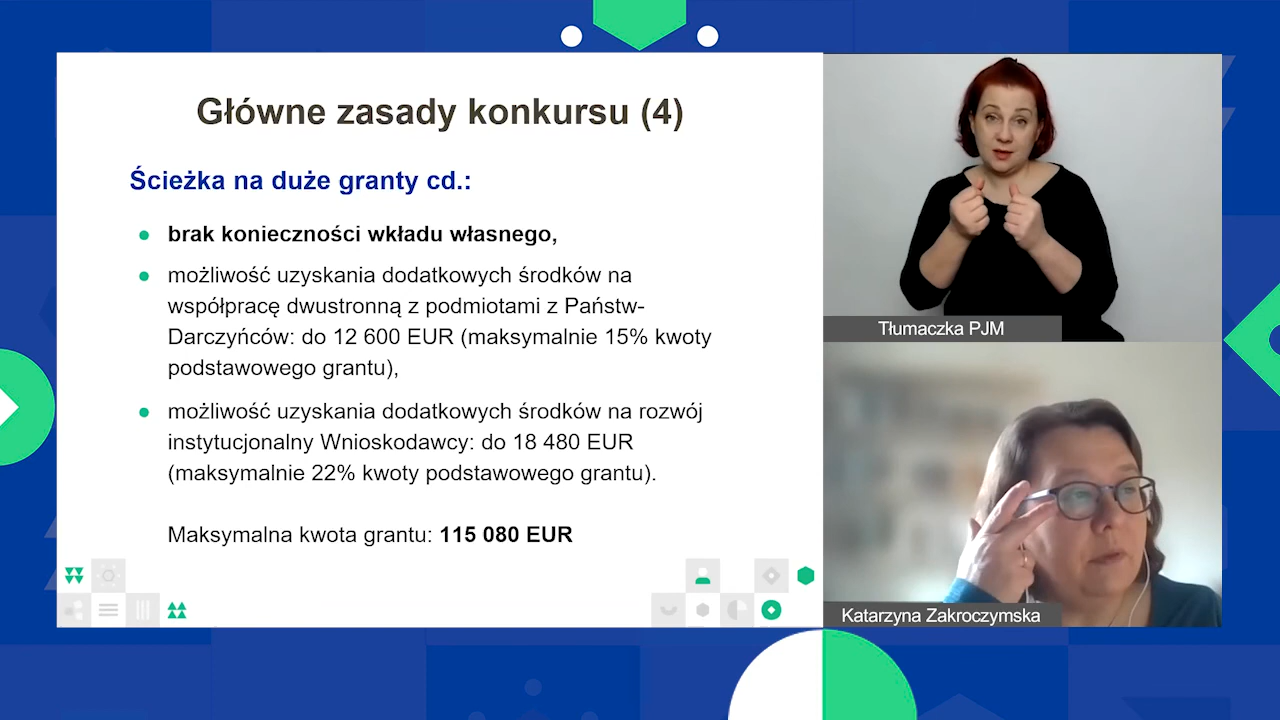 Główne zasady konkursu (4)
Ścieżka na duże granty cd.:
brak konieczności wkładu własnego,
możliwość uzyskania dodatkowych środków na
współpracę dwustronną z podmiotami z Państw-
Darczyńców: do 12 600 EUR (maksymalnie 15% kwoty
podstawowego grantu),
możliwość uzyskania dodatkowych środków na rozwój
instytucjonalny Wnioskodawcy: do 18 480 EUR
(maksymalnie 22% kwoty podstawowego grantu).
Maksymalna kwota grantu: 115 080 EUR
Tłumaczka PJM
Katarzyna Zakroczymska